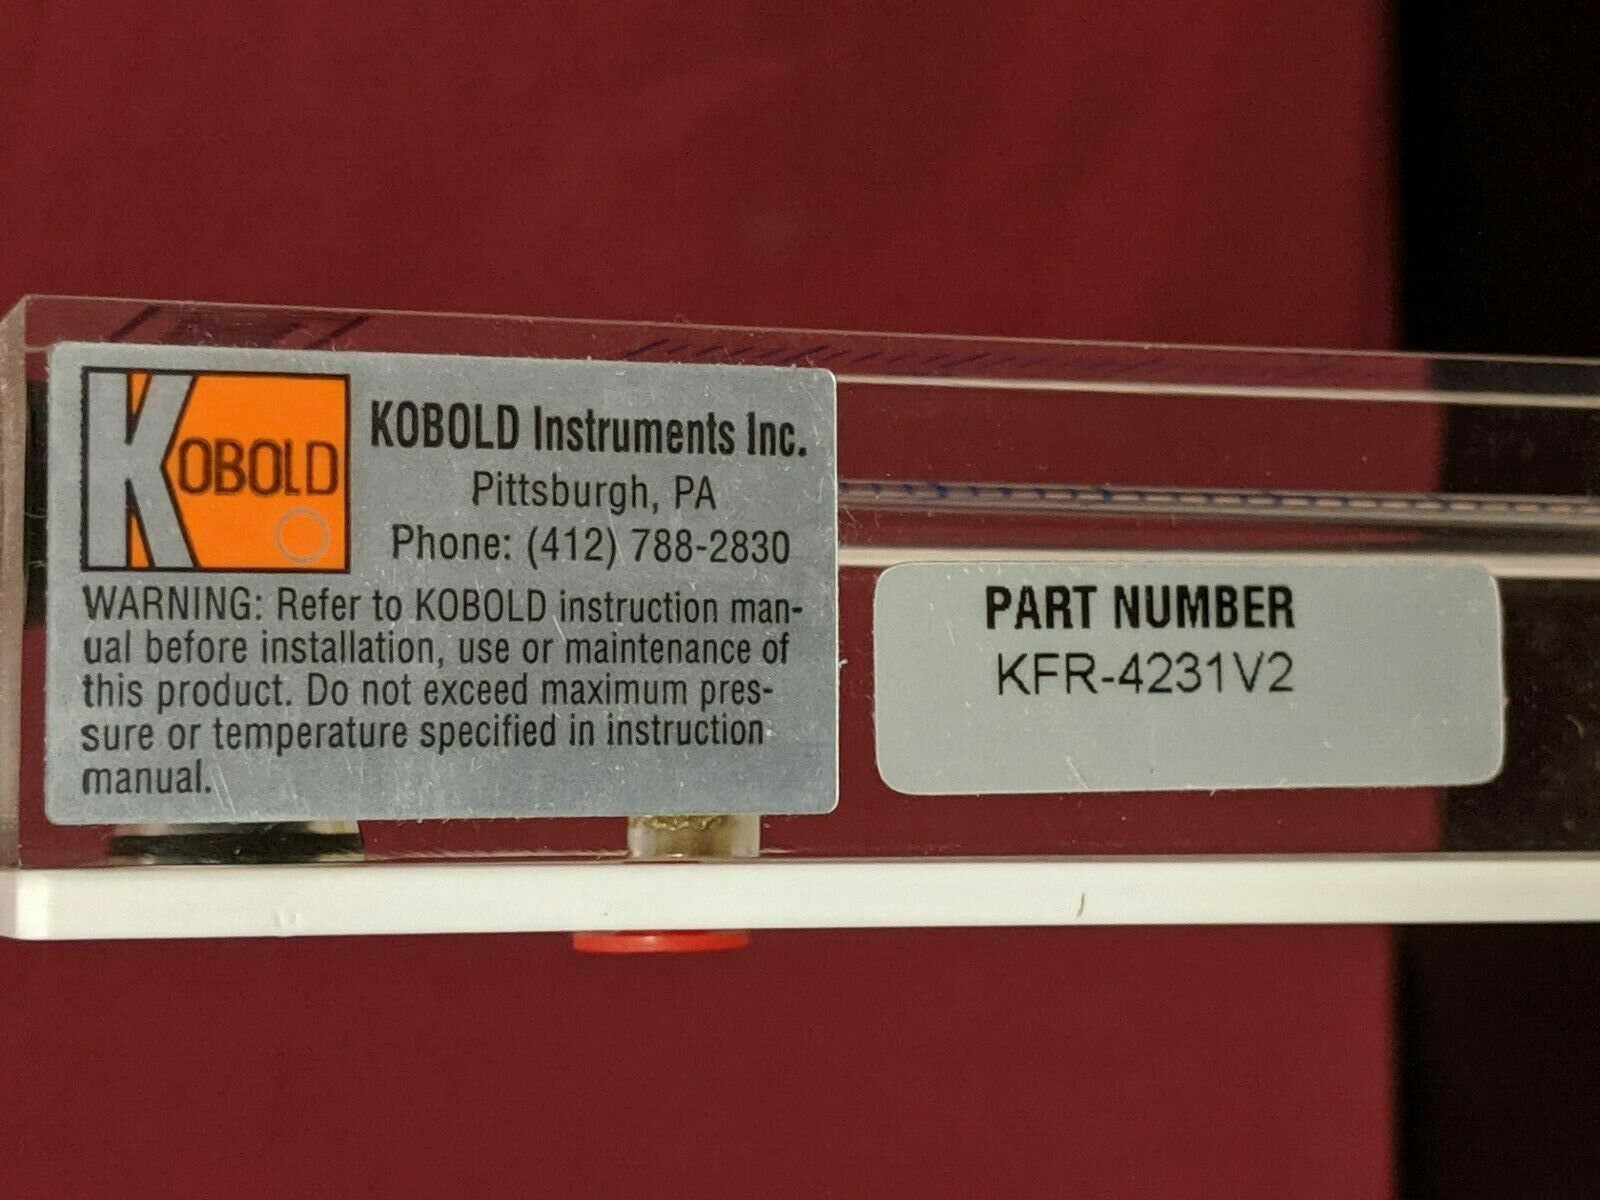 KOBOLD
KOBOLD Instruments Inc.
Pittsburgh, PA
Phone: (412) 788-2830
WARNING: Refer to KOBOLD instruction man-
ual before installation, use or maintenance of
this product. Do not exceed maximum pres-
sure or temperature specified in instruction
manual.
PART NUMBER
KFR-4231V2